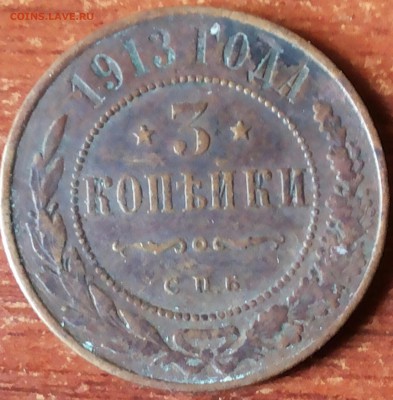 COINS.LAVE.RU
1913 ГОДА
3
КОПѢЙКИ
С.П.Б.